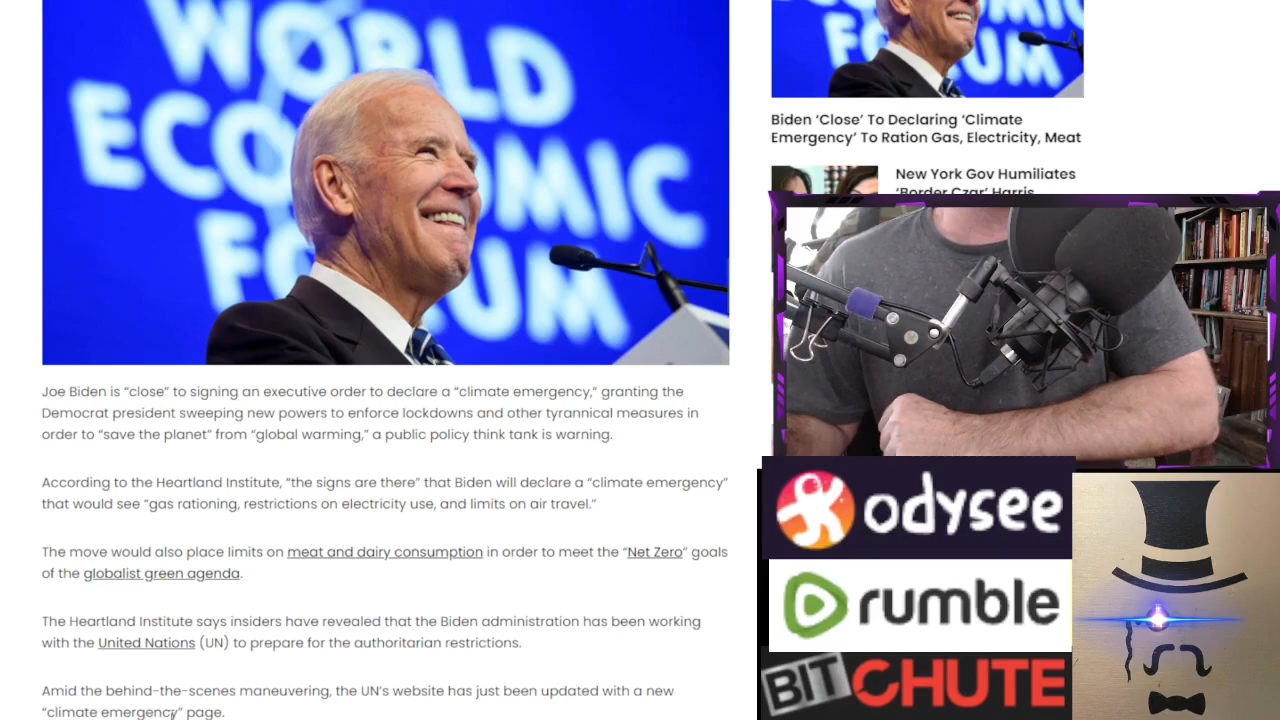 WORLD
ECONOMIC
FORUM
Joe Biden is “close” to signing an executive order to declare a “climate emergency,” granting the
Democrat president sweeping new powers to enforce lockdowns and other tyrannical measures in
order to “save the planet” from “global warming,” a public policy think tank is warning.
According to the Heartland Institute, “the signs are there” that Biden will declare a “climate emergency”
that would see “gas rationing, restrictions on electricity use, and limits on air travel.”
The move would also place limits on meat and dairy consumption in order to meet the “Net Zero” goals
of the globalist green agenda.
The Heartland Institute says insiders have revealed that the Biden administration has been working
with the United Nations (UN) to prepare for the authoritarian restrictions.
Amid the behind-the-scenes maneuvering, the UN’s website has just been updated with a new
“climate emergency” page.
Biden ‘Close’ To Declaring ‘Climate
Emergency’ To Ration Gas, Electricity, Meat
New York Gov Humiliates
‘Border Czar’ Harris
odysee
rumble
BITCHUTE